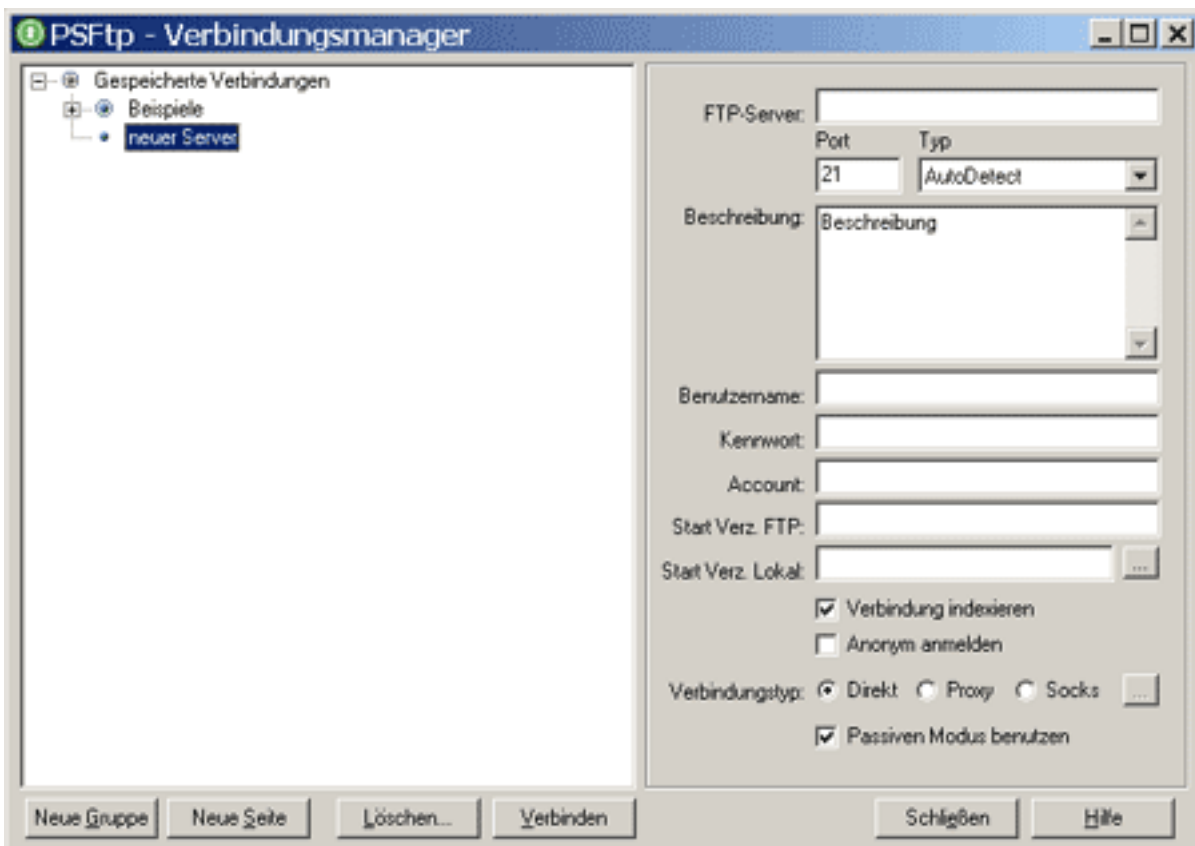 PSFtp - Verbindungsmanager
Gespeicherte Verbindungen
Beispiele
neuer Server
FTP-Server:
Port Typ
21 AutoDetect
Beschreibung: Beschreibung
Benutzername:
Kennwort:
Account:
Start Verz. FTP:
Start Verz. Lokal: ...
Verbindung indexieren
Anonym anmelden
Verbindungstyp: Direkt Proxy Socks ...
Passiven Modus benutzen
Neue Gruppe Neue Seite Löschen... Verbinden Schließen Hilfe